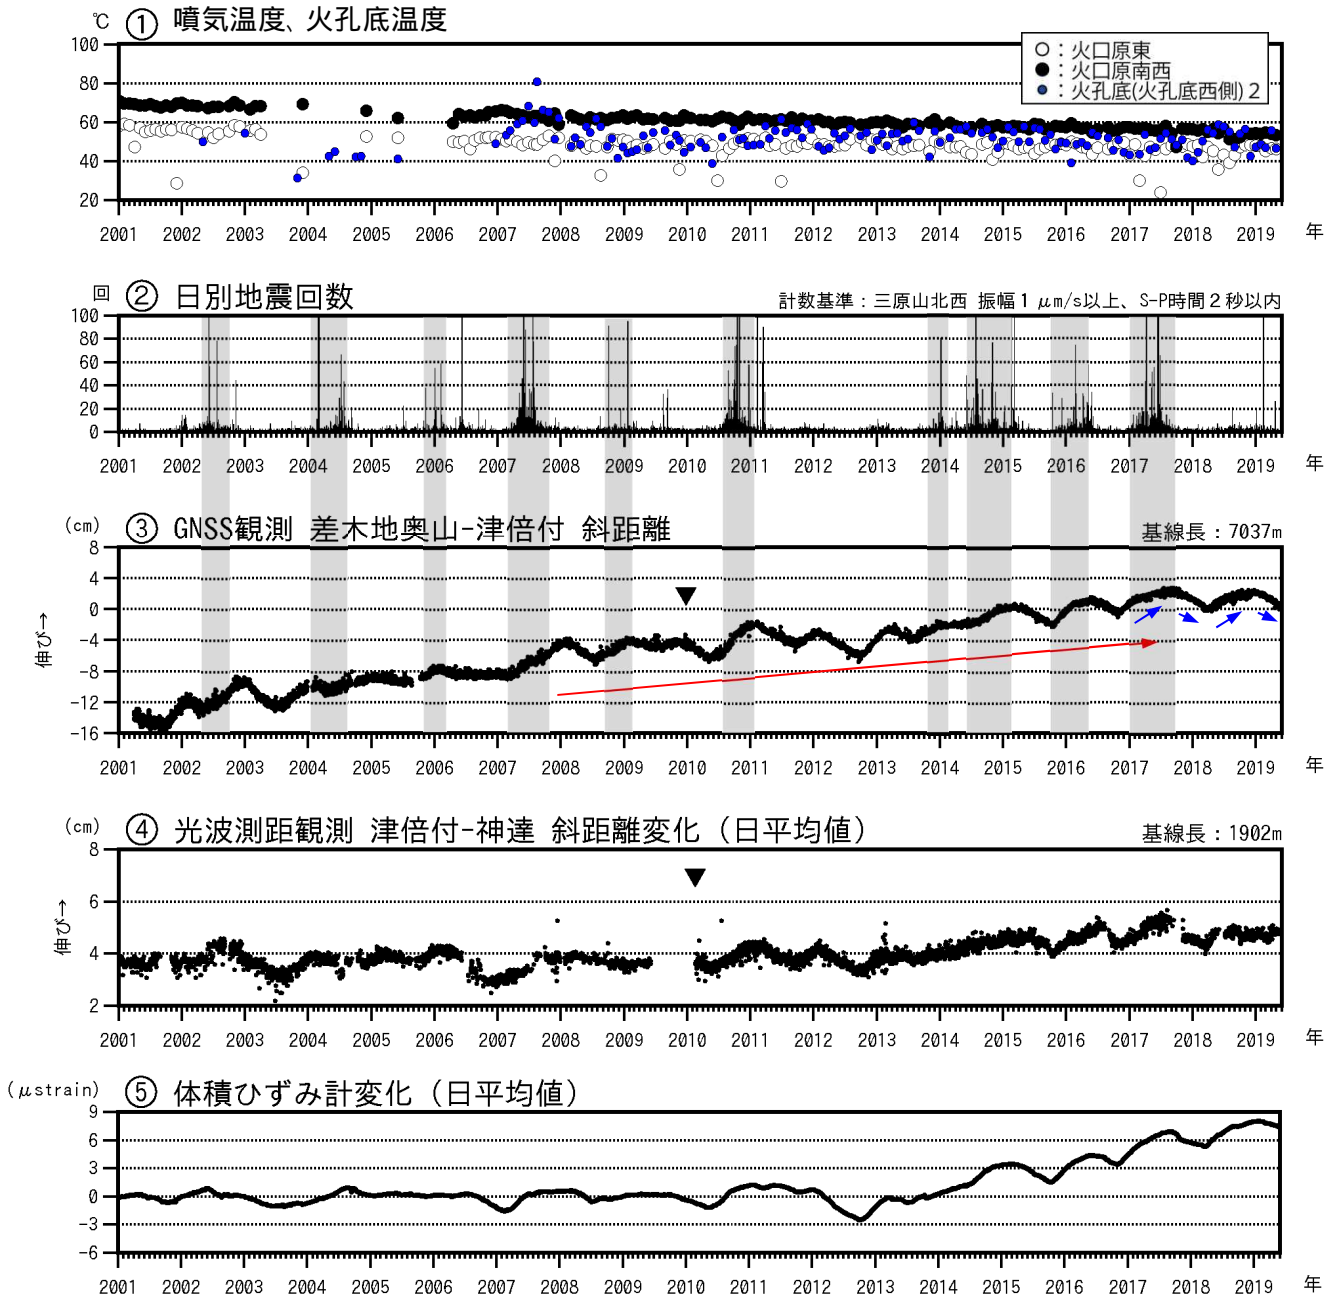 ℃ ① 噴気温度、火孔底温度
○：火口原東
●：火口原南西
●：火孔底(火孔底西側)２
100
80
60
40
20
2001 2002 2003 2004 2005 2006 2007 2008 2009 2010 2011 2012 2013 2014 2015 2016 2017 2018 2019 年
回 ② 日別地震回数 計数基準：三原山北西 振幅１μm/s以上、S-P時間２秒以内
100
80
60
40
20
0
2001 2002 2003 2004 2005 2006 2007 2008 2009 2010 2011 2012 2013 2014 2015 2016 2017 2018 2019 年
(cm) ③ GNSS観測 差木地奥山-津倍付 斜距離 基線長：7037m
伸び→
8
4
0
-4
-8
-12
-16
2001 2002 2003 2004 2005 2006 2007 2008 2009 2010 2011 2012 2013 2014 2015 2016 2017 2018 2019 年
(cm) ④ 光波測距観測 津倍付-神達 斜距離変化（日平均値） 基線長：1902m
伸び→
8
6
4
2
2001 2002 2003 2004 2005 2006 2007 2008 2009 2010 2011 2012 2013 2014 2015 2016 2017 2018 2019 年
(μstrain) ⑤ 体積ひずみ計変化（日平均値）
9
6
3
0
-3
-6
2001 2002 2003 2004 2005 2006 2007 2008 2009 2010 2011 2012 2013 2014 2015 2016 2017 2018 2019 年